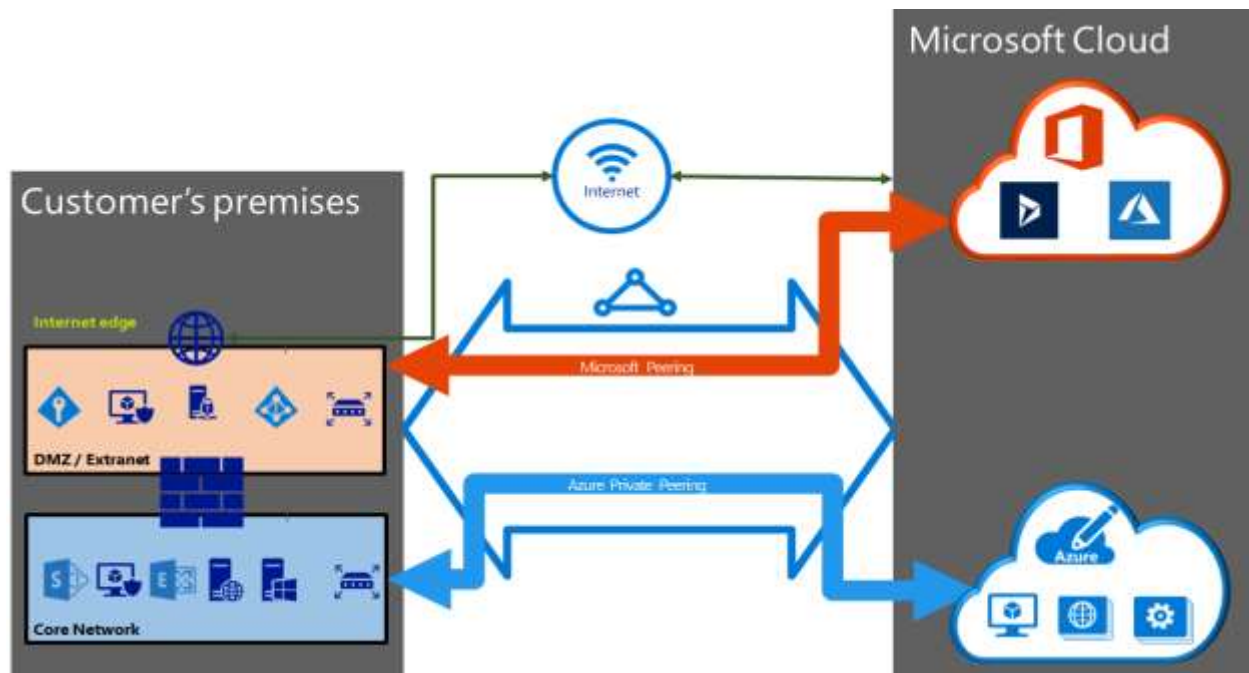 Microsoft Cloud
Internet
Customer's premises
Internet edge
Microsoft Peering
DMZ / Extranet
Azure Private Peering
Azure
S
E
Core Network